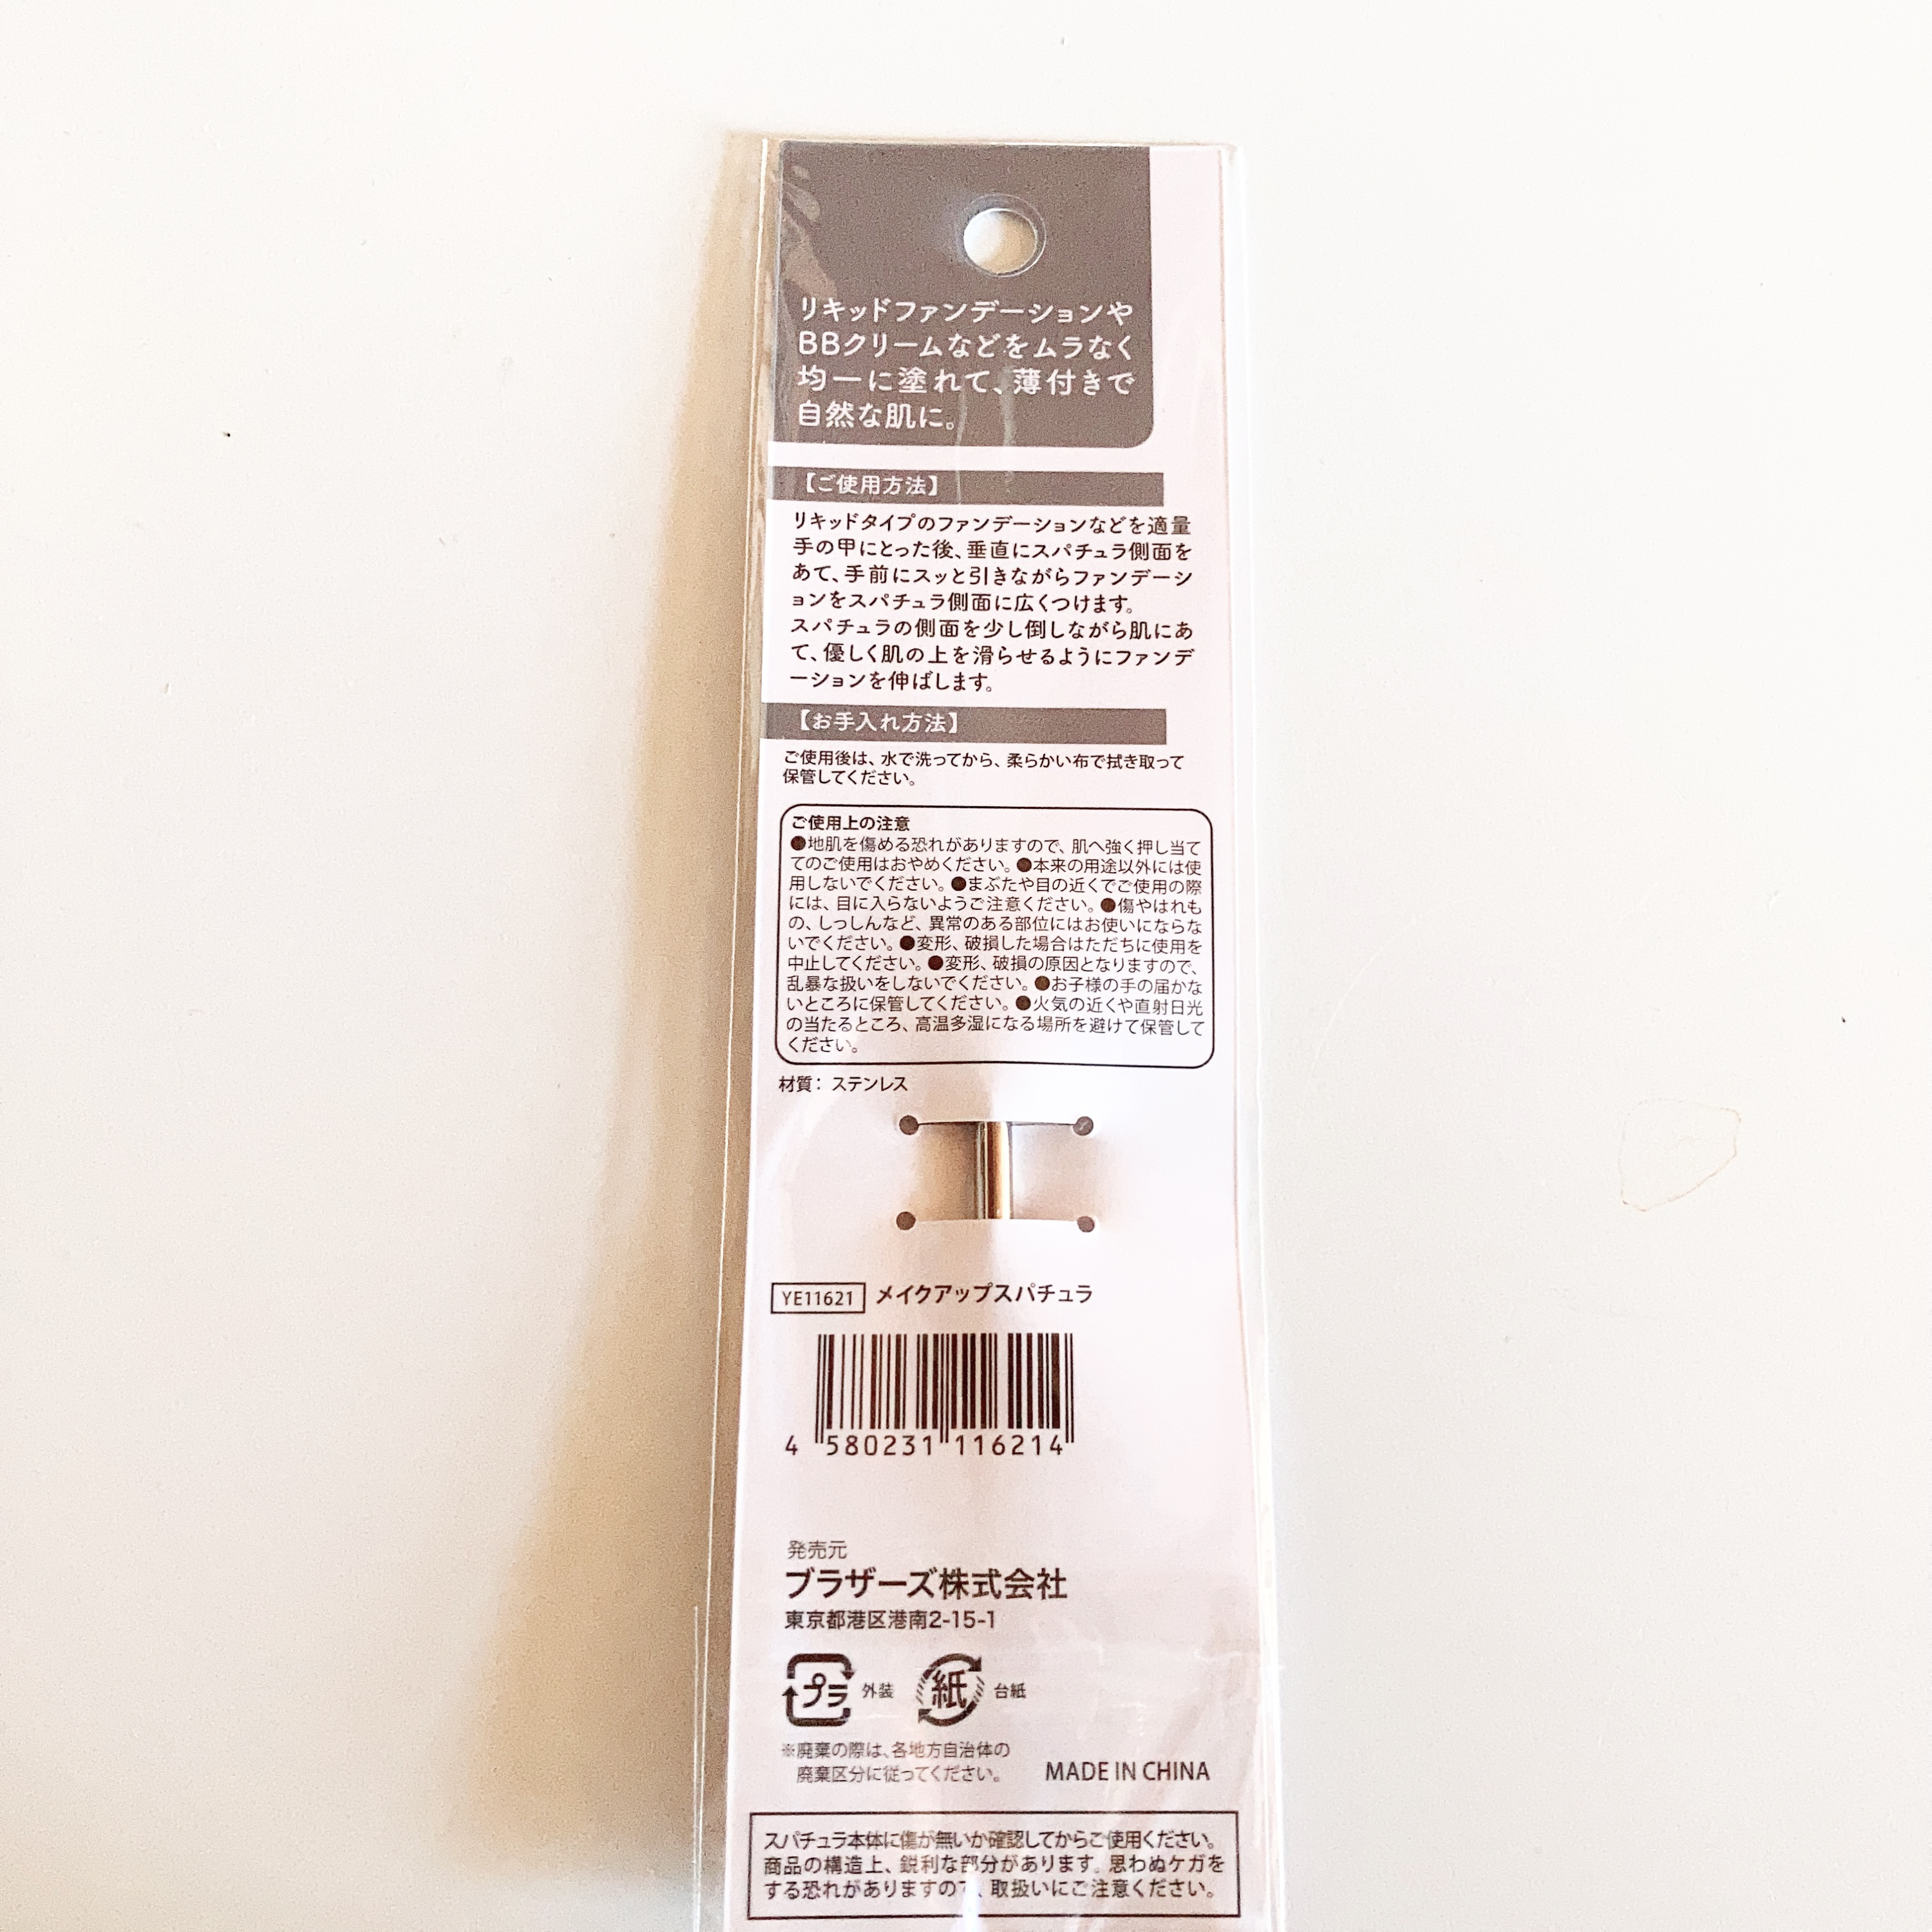 リキッドファンデーションや
BBクリームなどをムラなく
均一に塗れて、薄付きで
自然な肌に。
【ご使用方法】
リキッドタイプのファンデーションなどを適量
手の甲にとった後、垂直にスパチュラ側面を
あて、手前にスッと引きながらファンデーシ
ョンをスパチュラ側面に広くつけます。
スパチュラの側面を少し倒しながら肌にあ
て、優しく肌の上を滑らせるようにファンデ
ーションを伸ばします。
【お手入れ方法】
ご使用後は、水で洗ってから、柔らかい布で拭き取って
保管してください。
ご使用上の注意
●地肌を傷める恐れがありますので、肌へ強く押し当て
てのご使用はおやめください。●本来の用途以外には使
用しないでください。●まぶたや目の近くでご使用の際
には、目に入らないようご注意ください。●傷やはれも
の、しっしんなど、異常のある部位にはお使いにならな
いでください。●変形、破損した場合はただちに使用を
中止してください。●変形、破損の原因となりますので、
乱暴な扱いをしないでください。●お子様の手の届かな
いところに保管してください。●火気の近くや直射日光
の当たるところ、高温多湿になる場所を避けて保管して
ください。
材質：ステンレス
YE11621 メイクアップスパチュラ
4 580231 116214
発売元
ブラザーズ株式会社
東京都港区港南2-15-1
プラ 外装 紙 台紙
※廃棄の際は、各地方自治体の
廃棄区分に従ってください。
MADE IN CHINA
スパチュラ本体に傷が無いか確認してからご使用ください。
商品の構造上、鋭利な部分があります。思わぬケガを
する恐れがありますので、取扱いにご注意ください。